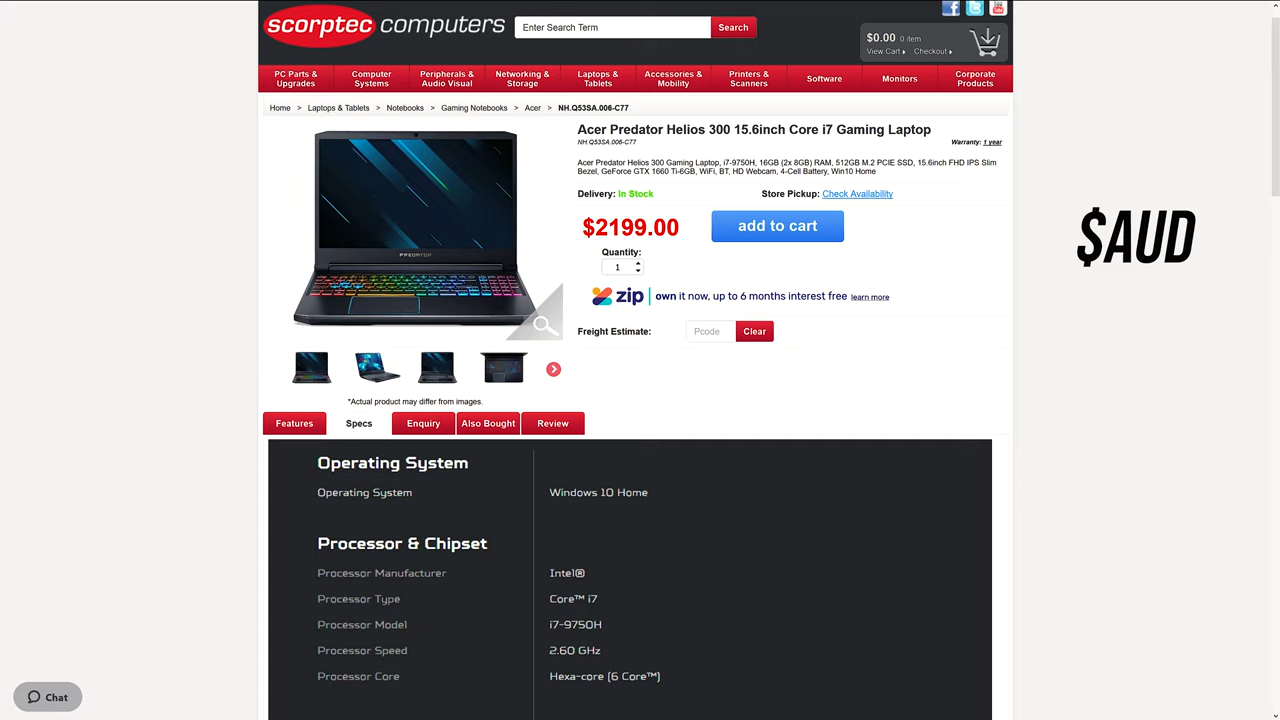 scorptec computers
Enter Search Term
Search
$0.00 0 item
View Cart Checkout
PC Parts & Upgrades
Computer Systems
Peripherals & Audio Visual
Networking & Storage
Laptops & Tablets
Accessories & Mobility
Printers & Scanners
Software
Monitors
Corporate Products
Home > Laptops & Tablets > Notebooks > Gaming Notebooks > Acer > NH.Q53SA.006-C77
Acer Predator Helios 300 15.6inch Core i7 Gaming Laptop
NH.Q53SA.006-C77
Warranty: 1 year
Acer Predator Helios 300 Gaming Laptop, i7-9750H, 16GB (2x 8GB) RAM, 512GB M.2 PCIE SSD, 15.6inch FHD IPS Slim
Bezel, GeForce GTX 1660 Ti-6GB, WiFi, BT, HD Webcam, 4-Cell Battery, Win10 Home
Delivery: In Stock
Store Pickup: Check Availability
$2199.00
add to cart
$AUD
Quantity:
1
PREDATOR
zip own it now, up to 6 months interest free learn more
Freight Estimate:
Pcode
Clear
*Actual product may differ from images.
Features
Specs
Enquiry
Also Bought
Review
Operating System
Operating System Windows 10 Home
Processor & Chipset
Processor Manufacturer Intel®
Processor Type Core™ i7
Processor Model i7-9750H
Processor Speed 2.60 GHz
Processor Core Hexa-core (6 Core™)
Chat